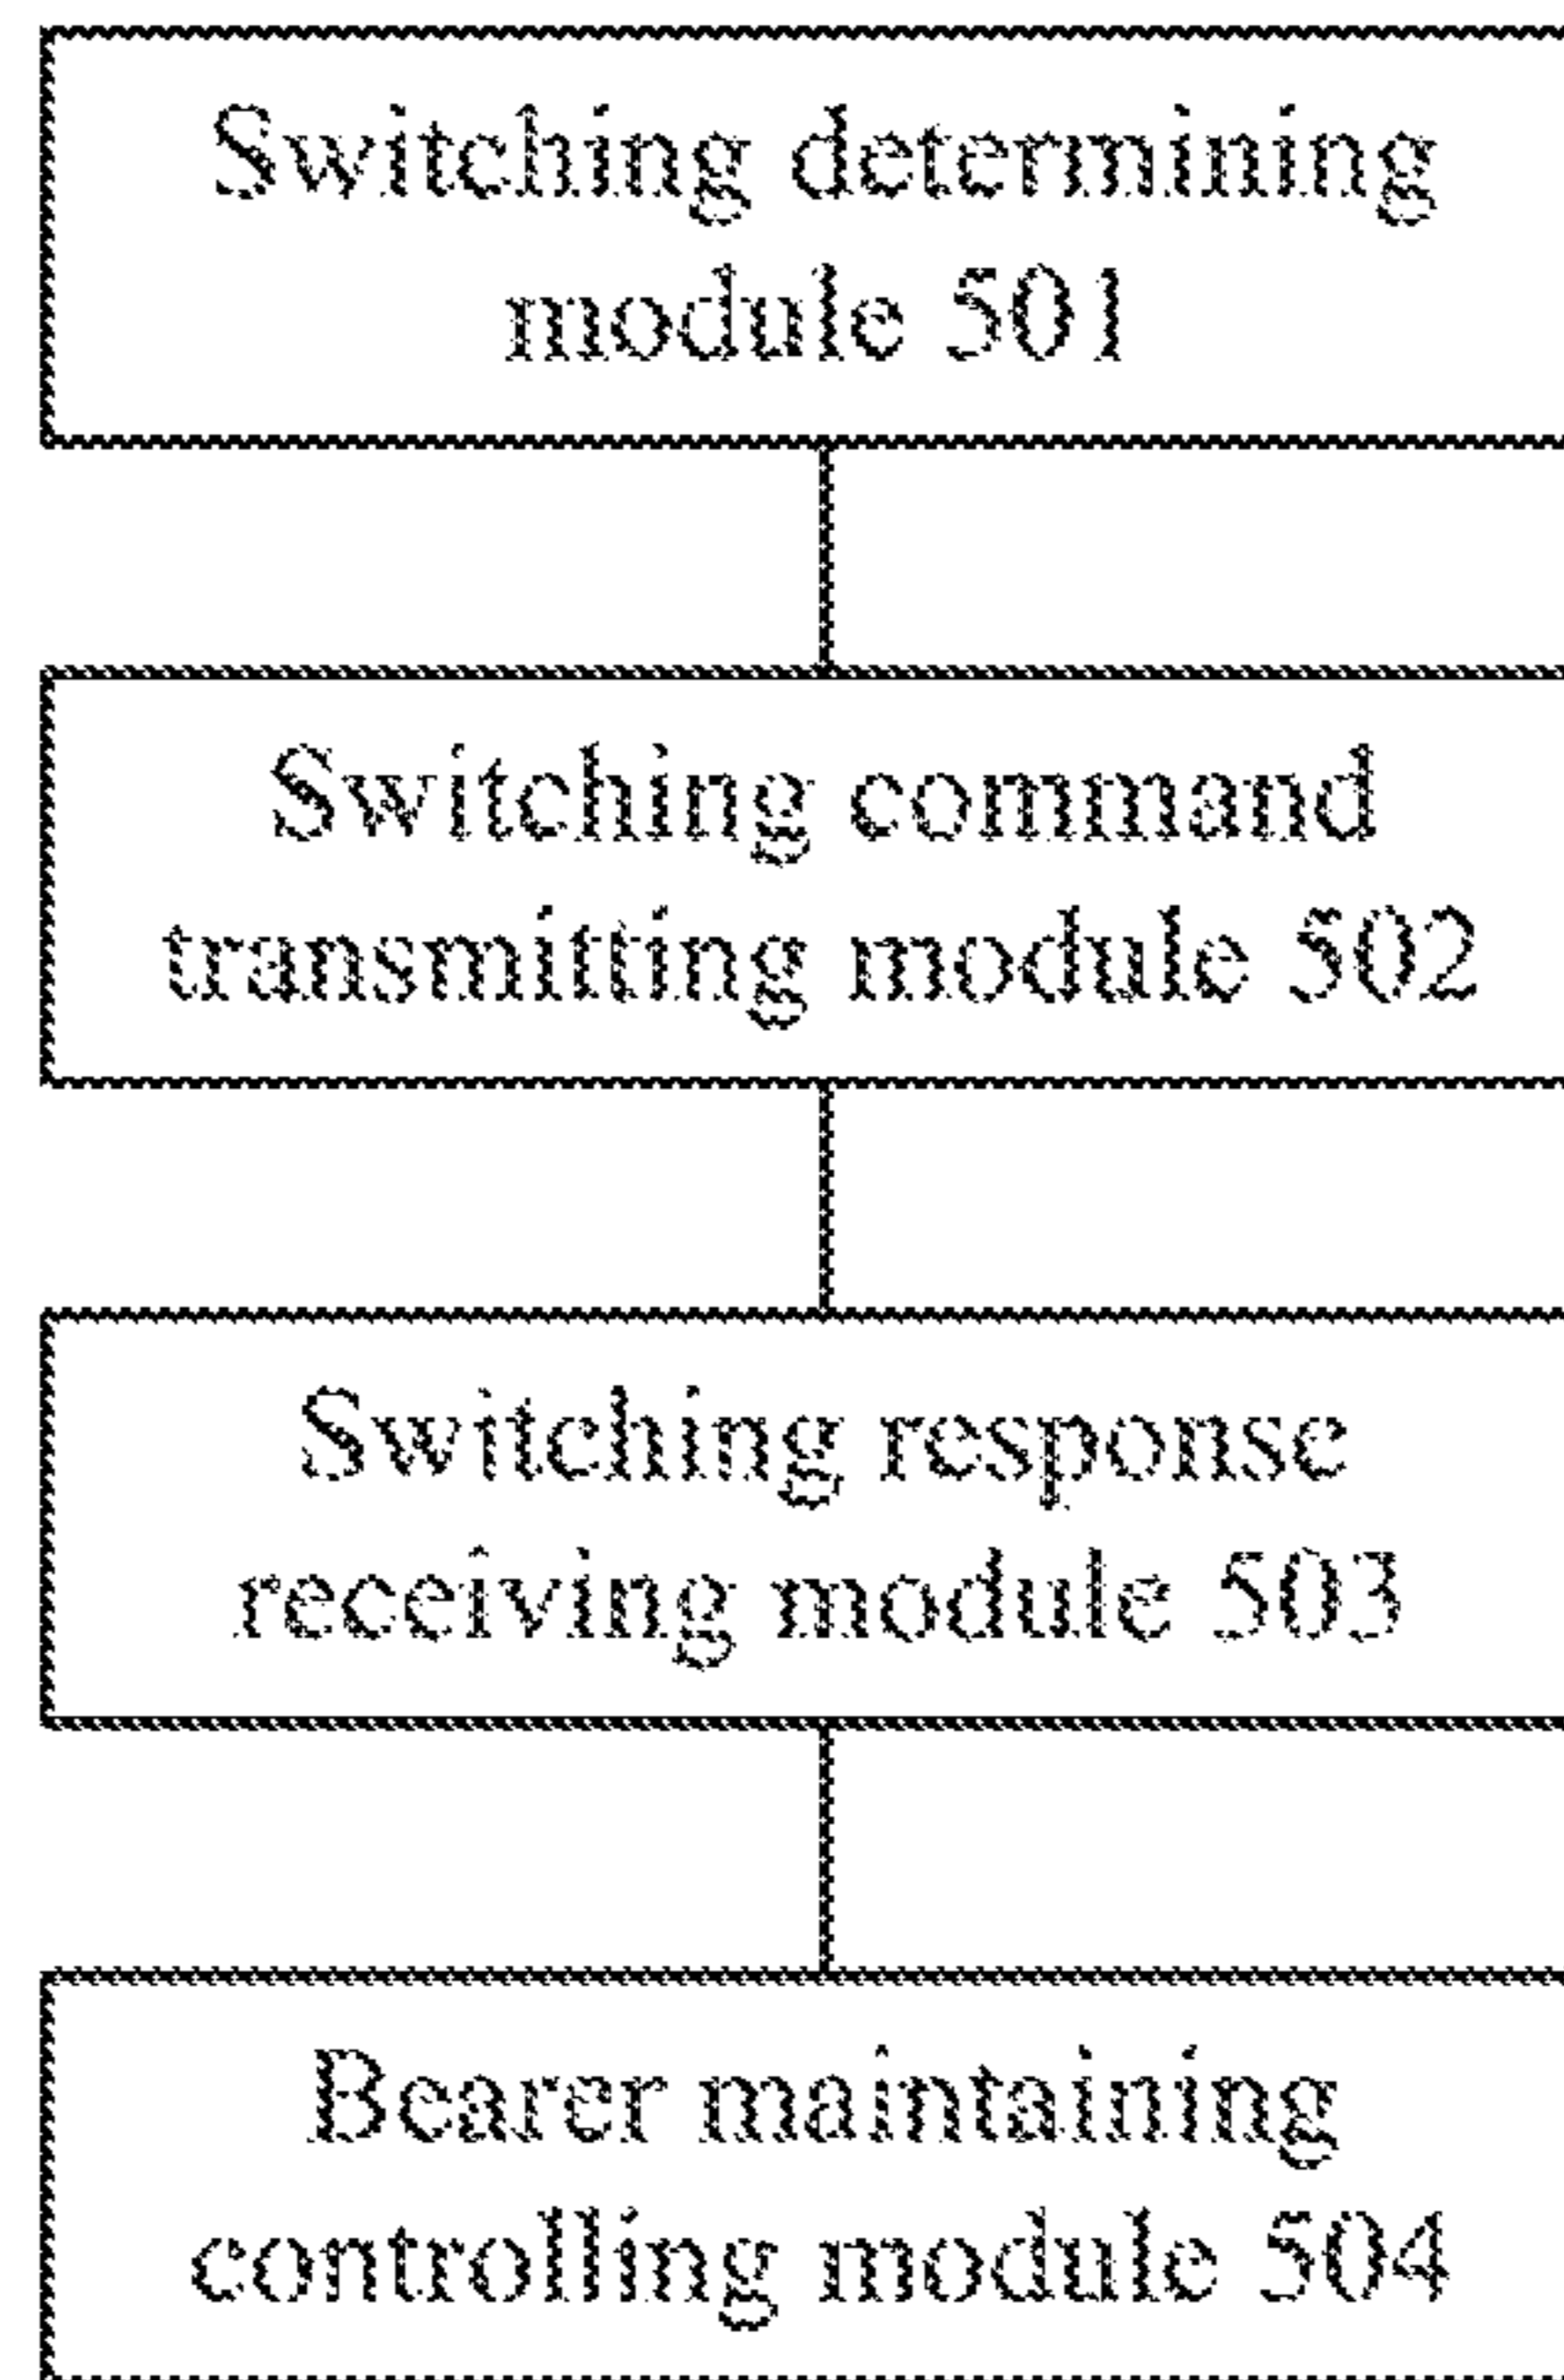 Switching determining
module 501
Switching command
transmitting module 502
Switching response
receiving module 503
Bearer maintaining
controlling module 504